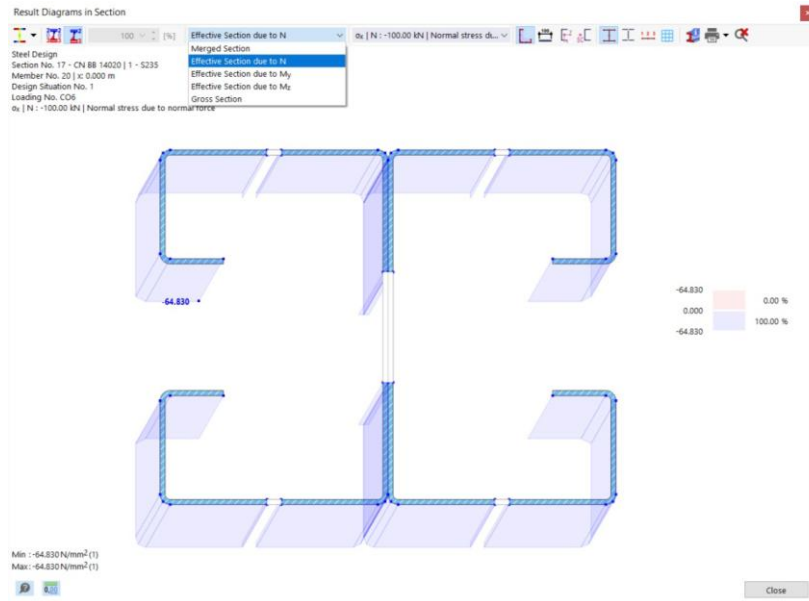 Result Diagrams in Section
100 [%] Effective Section due to N σx | N : -100.00 kN | Normal stress du...
Merged Section
Effective Section due to N
Effective Section due to My
Effective Section due to Mz
Gross Section
Steel Design
Section No. 17 - CN BB 14020 | 1 - S235
Member No. 20 | x: 0.000 m
Design Situation No. 1
Loading No. CO6
σx | N : -100.00 kN | Normal stress due to normal force
-64.830
-64.830
0.000
-64.830
0.00 %
100.00 %
Min : -64.830 N/mm² (1)
Max: -64.830 N/mm² (1)
Close